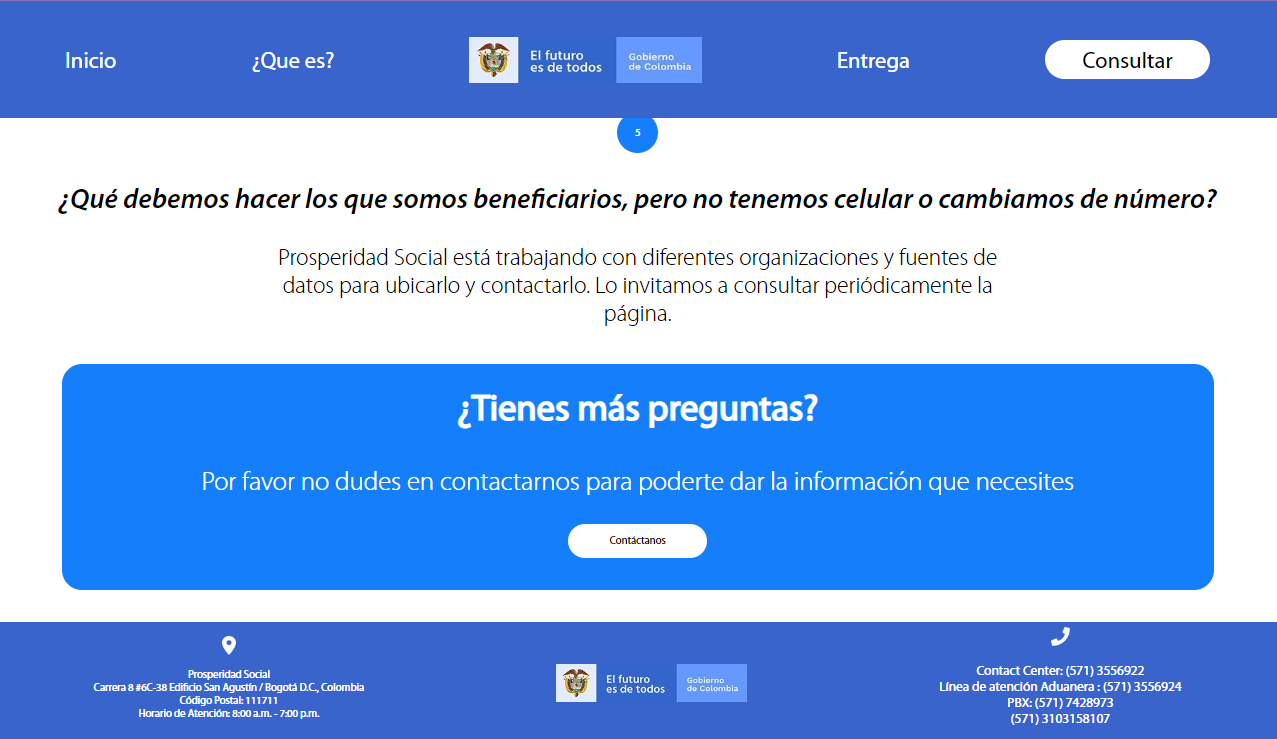 Inicio
¿Que es?
El futuro
es de todos
Gobierno
de Colombia
Entrega
Consultar
5
¿Qué debemos hacer los que somos beneficiarios, pero no tenemos celular o cambiamos de número?
Prosperidad Social está trabajando con diferentes organizaciones y fuentes de
datos para ubicarlo y contactarlo. Lo invitamos a consultar periódicamente la
página.
¿Tienes más preguntas?
Por favor no dudes en contactarnos para poderte dar la información que necesites
Contáctanos
Prosperidad Social
Carrera 8 #6C-38 Edificio San Agustín / Bogotá D.C., Colombia
Código Postal: 111711
Horario de Atención: 8:00 a.m. - 7:00 p.m.
El futuro
es de todos
Gobierno
de Colombia
Contact Center: (571) 3556922
Línea de atención Aduanera : (571) 3556924
PBX: (571) 7428973
(571) 3103158107